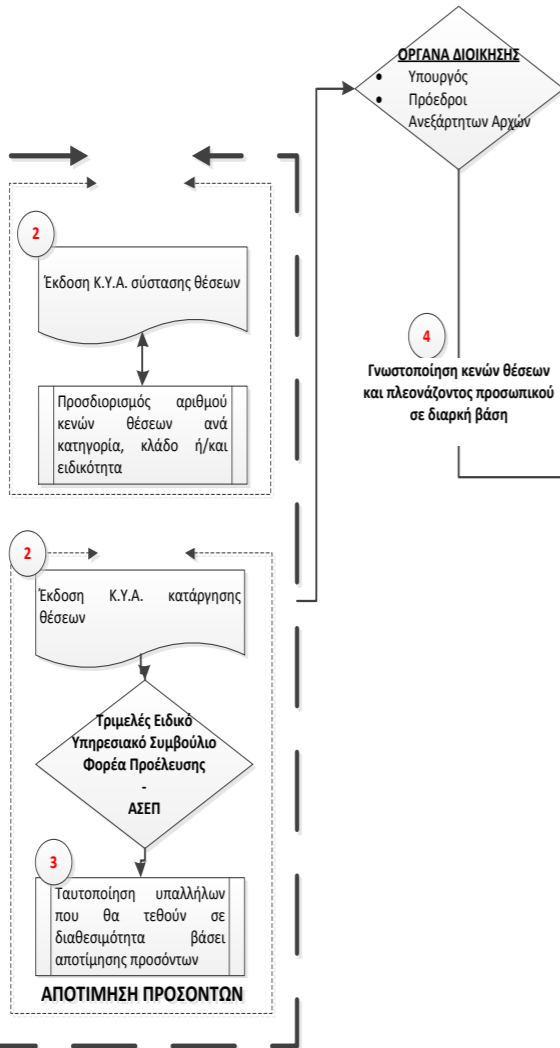 ΟΡΓΑΝΑ ΔΙΟΙΚΗΣΗΣ
• Υπουργός
• Πρόεδροι
Ανεξάρτητων Αρχών
2
Έκδοση Κ.Υ.Α. σύστασης θέσεων
Προσδιορισμός αριθμού
κενών θέσεων ανά
κατηγορία, κλάδο ή/και
ειδικότητα
4
Γνωστοποίηση κενών θέσεων
και πλεονάζοντος προσωπικού
σε διαρκή βάση
2
Έκδοση Κ.Υ.Α. κατάργησης
θέσεων
Τριμελές Ειδικό
Υπηρεσιακό Συμβούλιο
Φορέα Προέλευσης
-
ΑΣΕΠ
3
Ταυτοποίηση υπαλλήλων
που θα τεθούν σε
διαθεσιμότητα βάσει
αποτίμησης προσόντων
ΑΠΟΤΙΜΗΣΗ ΠΡΟΣΟΝΤΩΝ